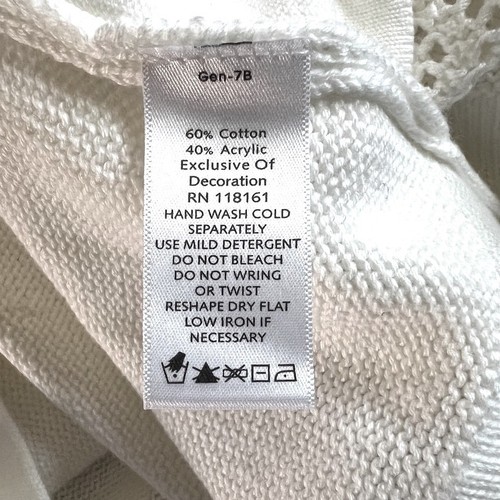 Gen-7B
60% Cotton
40% Acrylic
Exclusive Of
Decoration
RN 118161
HAND WASH COLD
SEPARATELY
USE MILD DETERGENT
DO NOT BLEACH
DO NOT WRING
OR TWIST
RESHAPE DRY FLAT
LOW IRON IF
NECESSARY